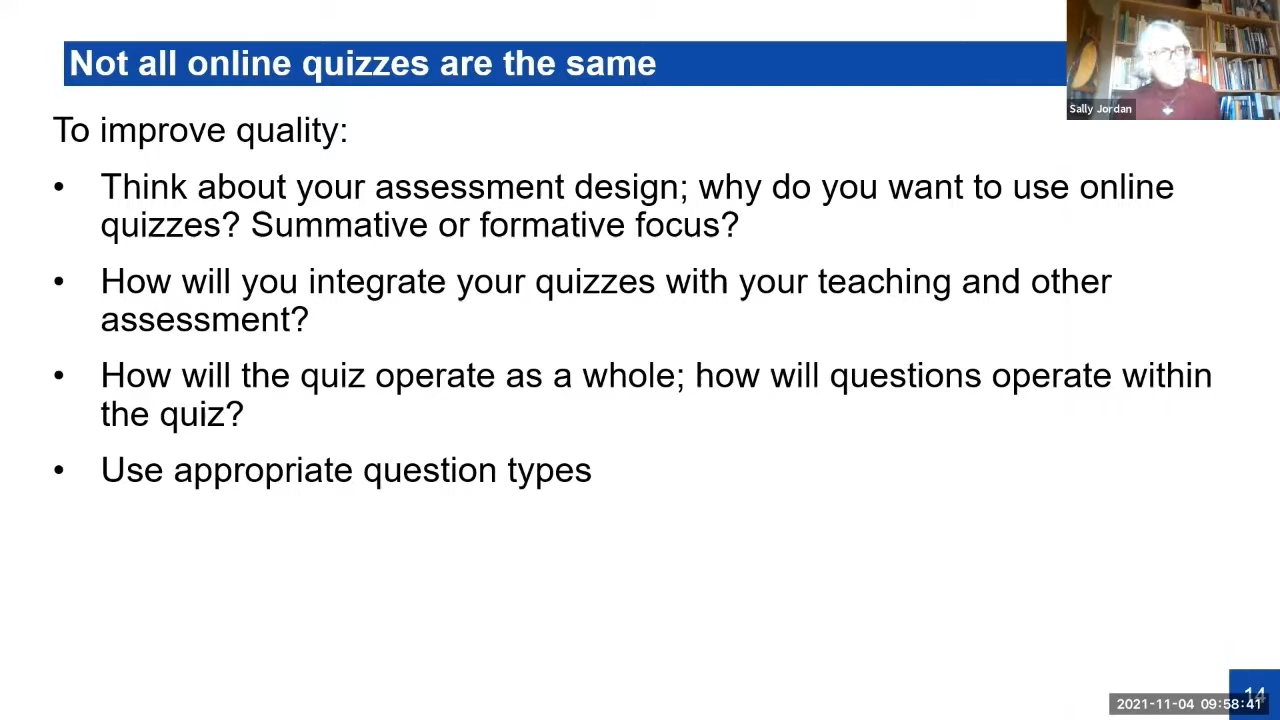 Not all online quizzes are the same
Sally Jordan
To improve quality:
• Think about your assessment design; why do you want to use online
quizzes? Summative or formative focus?
• How will you integrate your quizzes with your teaching and other
assessment?
• How will the quiz operate as a whole; how will questions operate within
the quiz?
• Use appropriate question types
14
2021-11-04 09:58:41